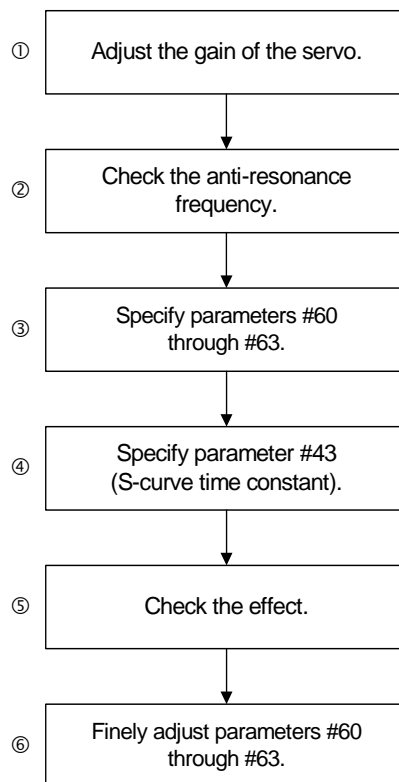 ① Adjust the gain of the servo.
② Check the anti-resonance
frequency.
③ Specify parameters #60
through #63.
④ Specify parameter #43
(S-curve time constant).
⑤ Check the effect.
⑥ Finely adjust parameters #60
through #63.